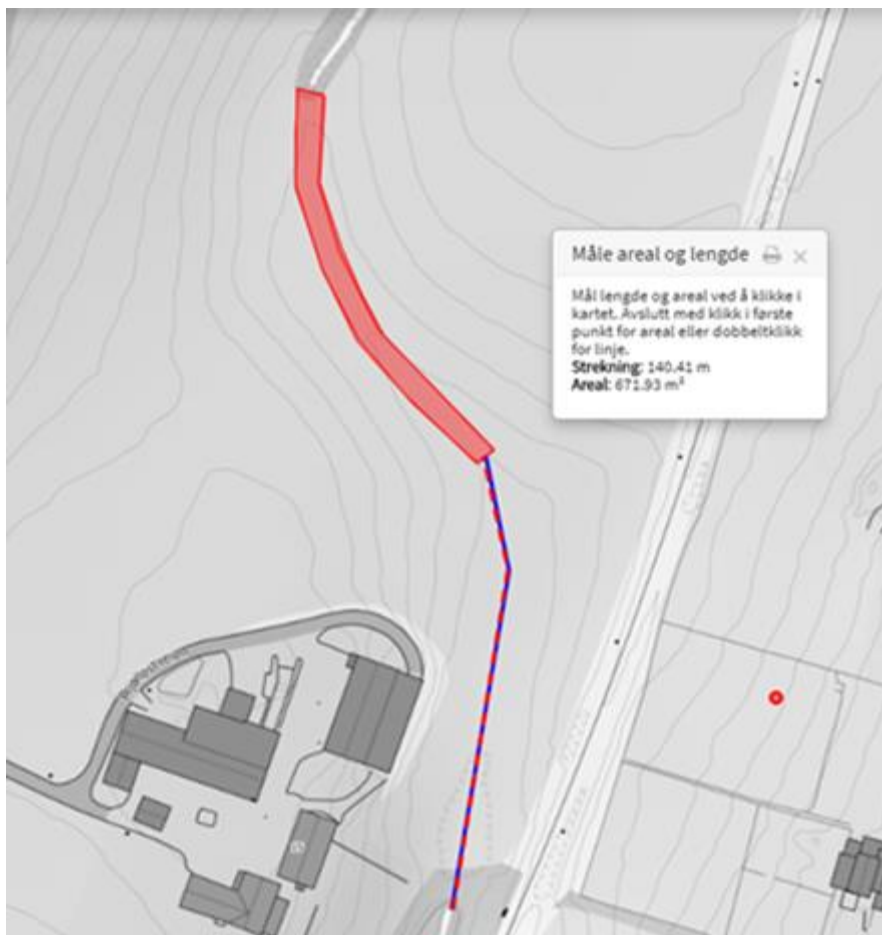 Måle areal og lengde
Mål lengde og areal ved å klikke i
kartet. Avslutt med klikk i første
punkt for areal eller dobbeltklikk
for linje.
Strekning: 140.41 m
Areal: 671.93 m²